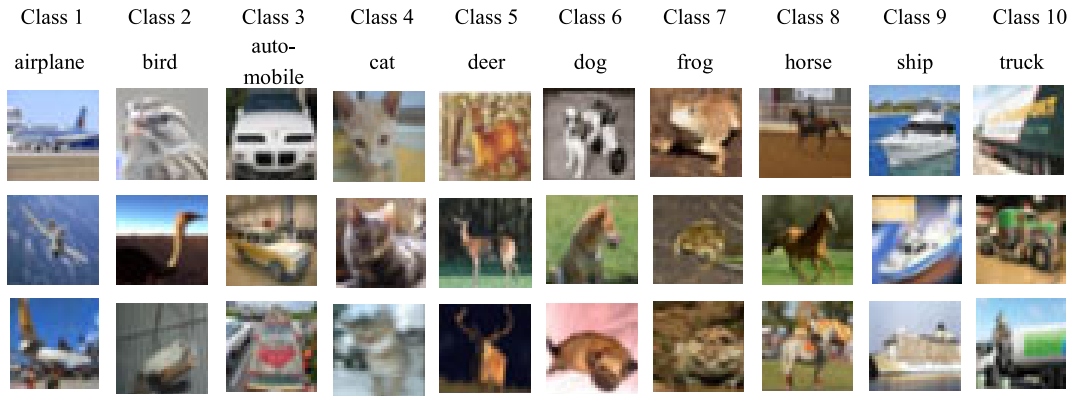 Class 1 Class 2 Class 3 Class 4 Class 5 Class 6 Class 7 Class 8 Class 9 Class 10
airplane bird auto-
mobile cat deer dog frog horse ship truck